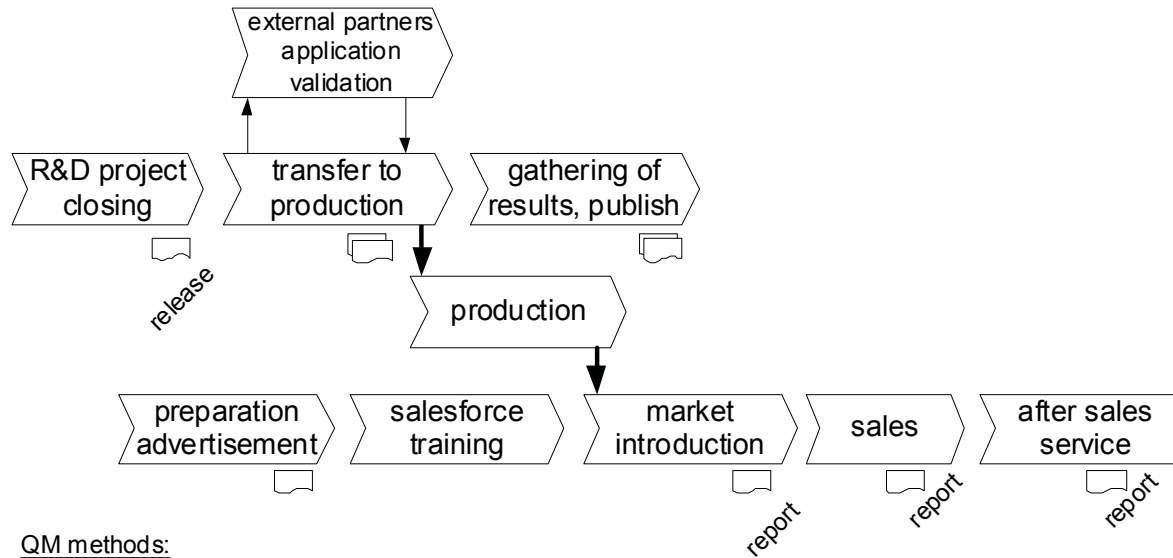 external partners
application
validation
R&D project
closing
transfer to
production
gathering of
results, publish
release
production
preparation
advertisement
salesforce
training
market
introduction
sales
after sales
service
report
report
report
QM methods: